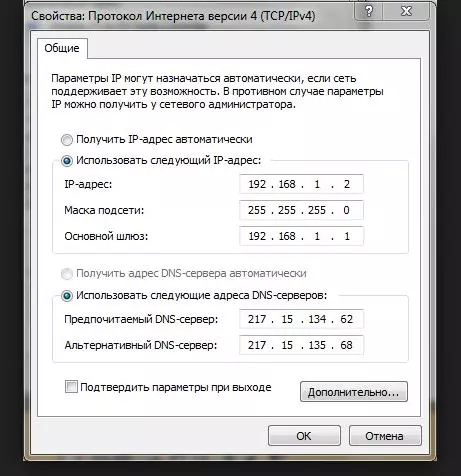 Свойства: Протокол Интернета версии 4 (TCP/IPv4)
Общие
Параметры IP могут назначаться автоматически, если сеть
поддерживает эту возможность. В противном случае параметры
IP можно получить у сетевого администратора.
Получить IP-адрес автоматически
Использовать следующий IP-адрес:
IP-адрес: 192 . 168 . 1 . 2
Маска подсети: 255 . 255 . 255 . 0
Основной шлюз: 192 . 168 . 1 . 1
Получить адрес DNS-сервера автоматически
Использовать следующие адреса DNS-серверов:
Предпочитаемый DNS-сервер: 217 . 15 . 134 . 62
Альтернативный DNS-сервер: 217 . 15 . 135 . 68
Подтвердить параметры при выходе
Дополнительно...
ОК
Отмена